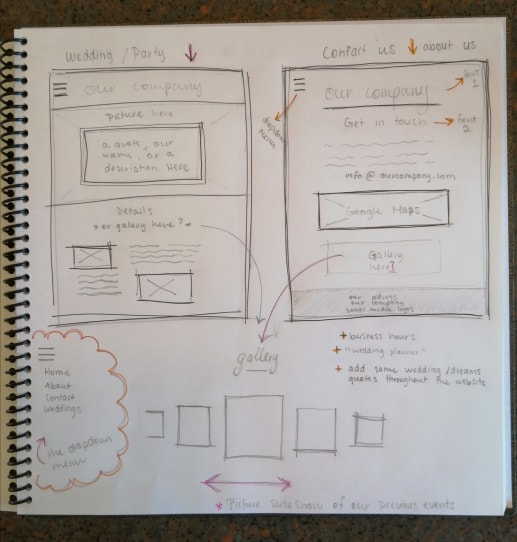 Wedding / Party
our company
picture here
a quote, our
name, or a
description here
Details
or gallery here?
Contact us
about us
our company
font
1
dropdown
menu
Get in touch
font
2
info@ourcompany.com
Google Maps
Gallery
here?
our adress
our company
social media logos
+ business hours
+ "wedding planner"
+ add some wedding/dreams
quotes throughout the website
Home
About
Contact
Weddings
the dropdown
menu
gallery
* Picture slideshow of our previous events